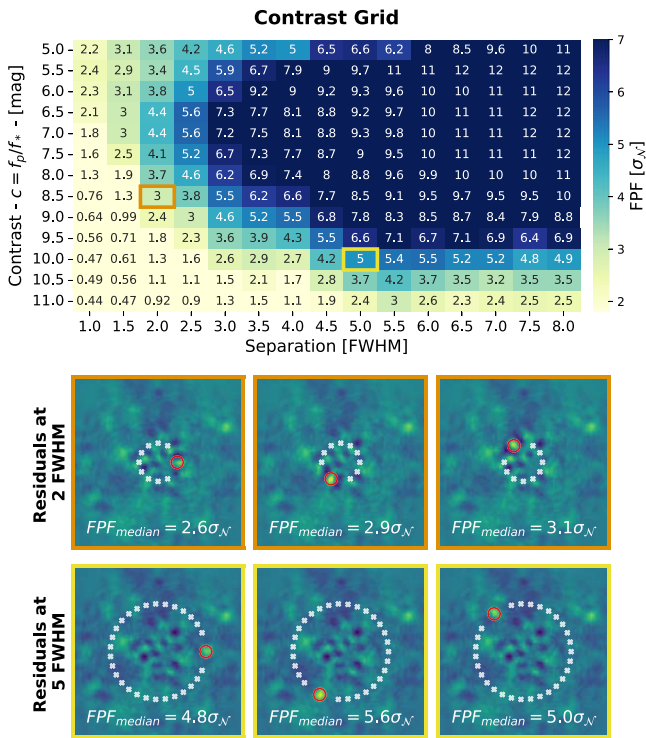 Contrast Grid
Contrast - c = f_p/f_* - [mag]
5.0 2.2 3.1 3.6 4.2 4.6 5.2 5 6.5 6.6 6.2 8 8.5 9.6 10 11
5.5 2.4 2.9 3.4 4.5 5.9 6.7 7.9 9 9.7 11 11 12 12 12 12
6.0 2.3 3.1 3.8 5 6.5 9.2 9 9.2 9.3 9.6 10 11 11 12 12
6.5 2.1 3 4.4 5.6 7.3 7.7 8.1 8.8 9.2 9.7 10 11 11 12 12
7.0 1.8 3 4.4 5.6 7.2 7.5 8.1 8.8 9.3 9.8 10 11 11 11 12
7.5 1.6 2.5 4.1 5.2 6.7 7.3 7.7 8.7 9 9.5 10 10 11 11 12
8.0 1.3 1.9 3.7 4.6 6.2 6.9 7.4 8 8.8 9.6 9.9 10 10 11 11
8.5 0.76 1.3 3 3.8 5.5 6.2 6.6 7.7 8.3 9.1 9.7 9.5 9.5 9.5 10
9.0 0.64 0.99 2.4 3 4.6 5.2 5.5 6.8 7.8 8.3 8.5 8.7 8.4 7.9 8.8
9.5 0.56 0.71 1.8 2.3 3.6 3.9 4.3 5.5 6.6 7.1 6.7 6.9 7.1 7.4 6.9
10.0 0.47 0.61 1.3 1.6 2.6 2.9 2.7 4.2 5 5.4 5.5 5.2 5.2 4.8 4.9
10.5 0.47 0.56 1.1 1.1 1.5 2.1 1.7 2.8 3.7 4.2 3.7 3.5 3.5 3.2 3.5
11.0 0.44 0.47 0.92 0.9 1.3 1.5 1.1 1.9 2.4 3 2.6 2.3 2.4 2.5 2.5
1.0 1.5 2.0 2.5 3.0 3.5 4.0 4.5 5.0 5.5 6.0 6.5 7.0 7.5 8.0
Separation [FWHM]
7
6
5
4
3
2
FPF [σ_𝒩]
Residuals at
2 FWHM
FPF_median = 2.6σ_𝒩
FPF_median = 2.9σ_𝒩
FPF_median = 3.1σ_𝒩
Residuals at
5 FWHM
FPF_median = 4.8σ_𝒩
FPF_median = 5.6σ_𝒩
FPF_median = 5.0σ_𝒩